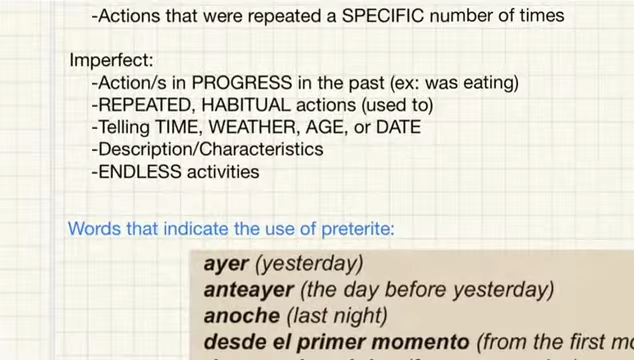 -Actions that were repeated a SPECIFIC number of times
Imperfect:
-Action/s in PROGRESS in the past (ex: was eating)
-REPEATED, HABITUAL actions (used to)
-Telling TIME, WEATHER, AGE, or DATE
-Description/Characteristics
-ENDLESS activities
Words that indicate the use of preterite:
ayer (yesterday)
anteayer (the day before yesterday)
anoche (last night)
desde el primer momento (from the first